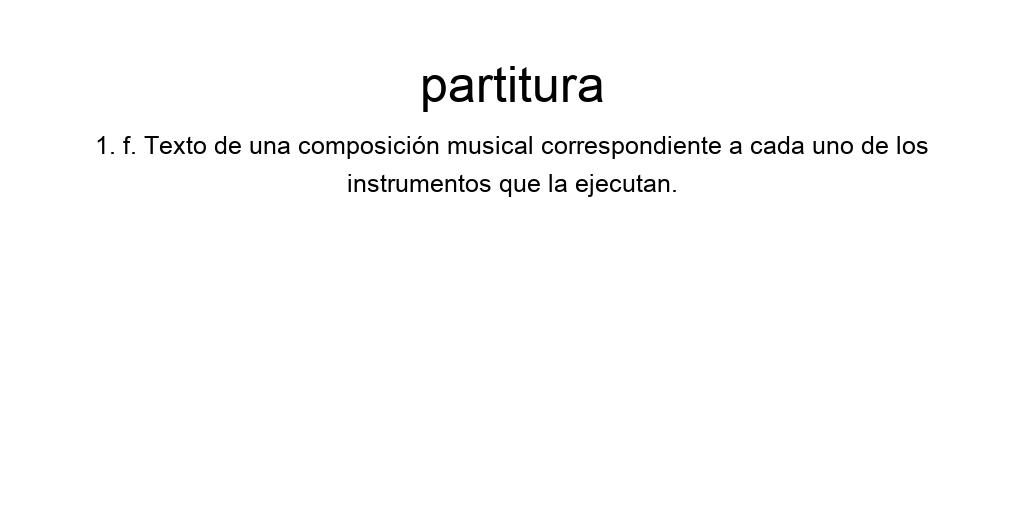 partitura
1. f. Texto de una composición musical correspondiente a cada uno de los
instrumentos que la ejecutan.